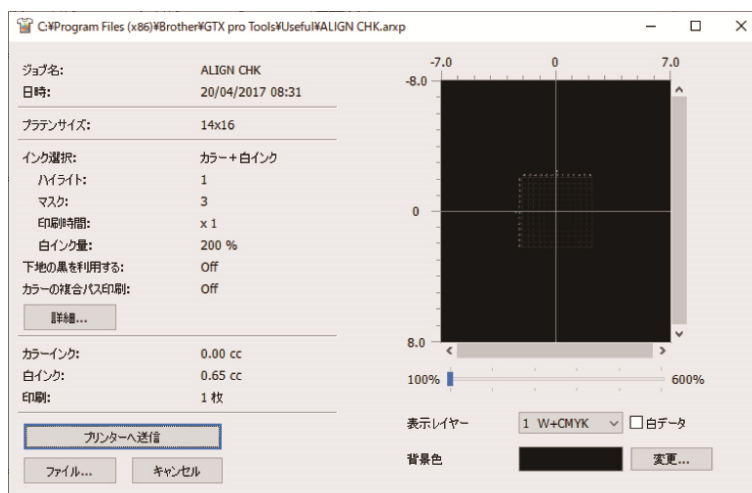 C:¥Program Files (x86)¥Brother¥GTX pro Tools¥Useful¥ALIGN CHK.arxp
ジョブ名: ALIGN CHK
日時: 20/04/2017 08:31
プラテンサイズ: 14x16
インク選択: カラー+白インク
ハイライト: 1
マスク: 3
印刷時間: x 1
白インク量: 200 %
下地の黒を利用する: Off
カラーの複合パス印刷: Off
詳細...
カラーインク: 0.00 cc
白インク: 0.65 cc
印刷: 1 枚
プリンターへ送信
ファイル... キャンセル
-7.0 0 7.0
-8.0
0
8.0
100% 600%
表示レイヤー 1 W+CMYK 白データ
背景色 変更...